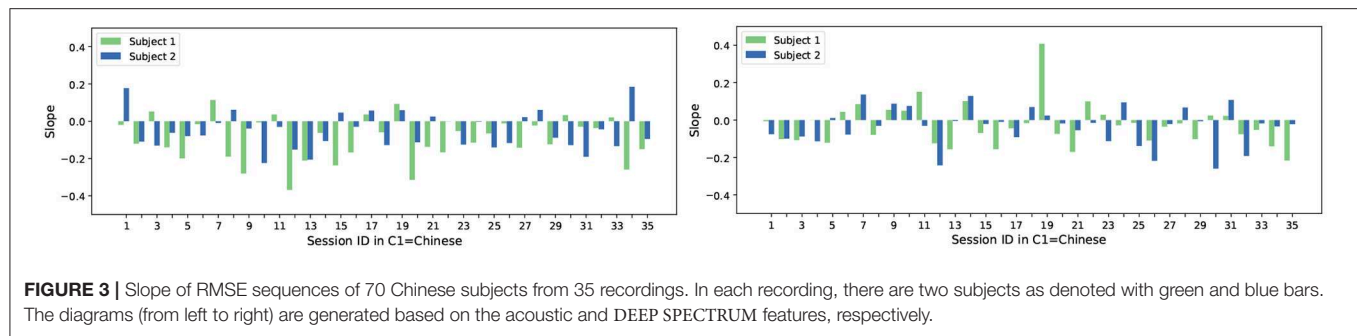 Subject 1
Subject 2
Slope
0.4
0.2
0.0
−0.2
−0.4
1 3 5 7 9 11 13 15 17 19 21 23 25 27 29 31 33 35
Session ID in C1=Chinese
Subject 1
Subject 2
Slope
0.4
0.2
0.0
−0.2
−0.4
1 3 5 7 9 11 13 15 17 19 21 23 25 27 29 31 33 35
Session ID in C1=Chinese
FIGURE 3 | Slope of RMSE sequences of 70 Chinese subjects from 35 recordings. In each recording, there are two subjects as denoted with green and blue bars.
The diagrams (from left to right) are generated based on the acoustic and DEEP SPECTRUM features, respectively.